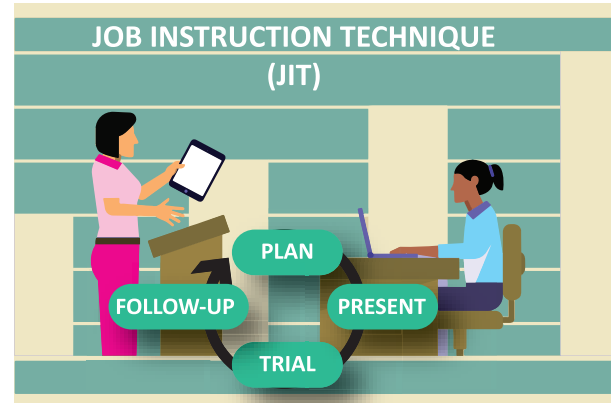 JOB INSTRUCTION TECHNIQUE
(JIT)
PLAN
FOLLOW-UP
PRESENT
TRIAL